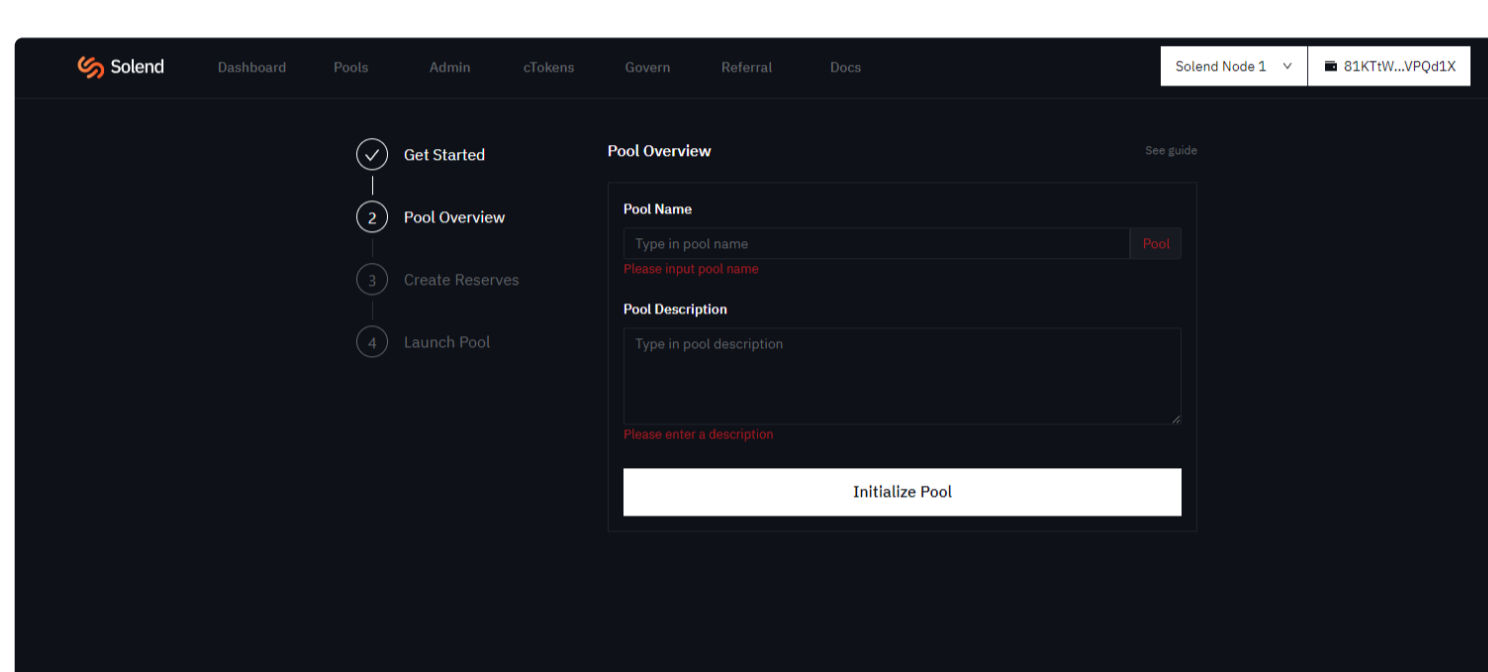 Solend Dashboard Pools Admin cTokens Govern Referral Docs Solend Node 1 81KTtW...VPQd1X
Get Started
2 Pool Overview
3 Create Reserves
4 Launch Pool
Pool Overview See guide
Pool Name
Type in pool name Pool
Please input pool name
Pool Description
Type in pool description
Please enter a description
Initialize Pool